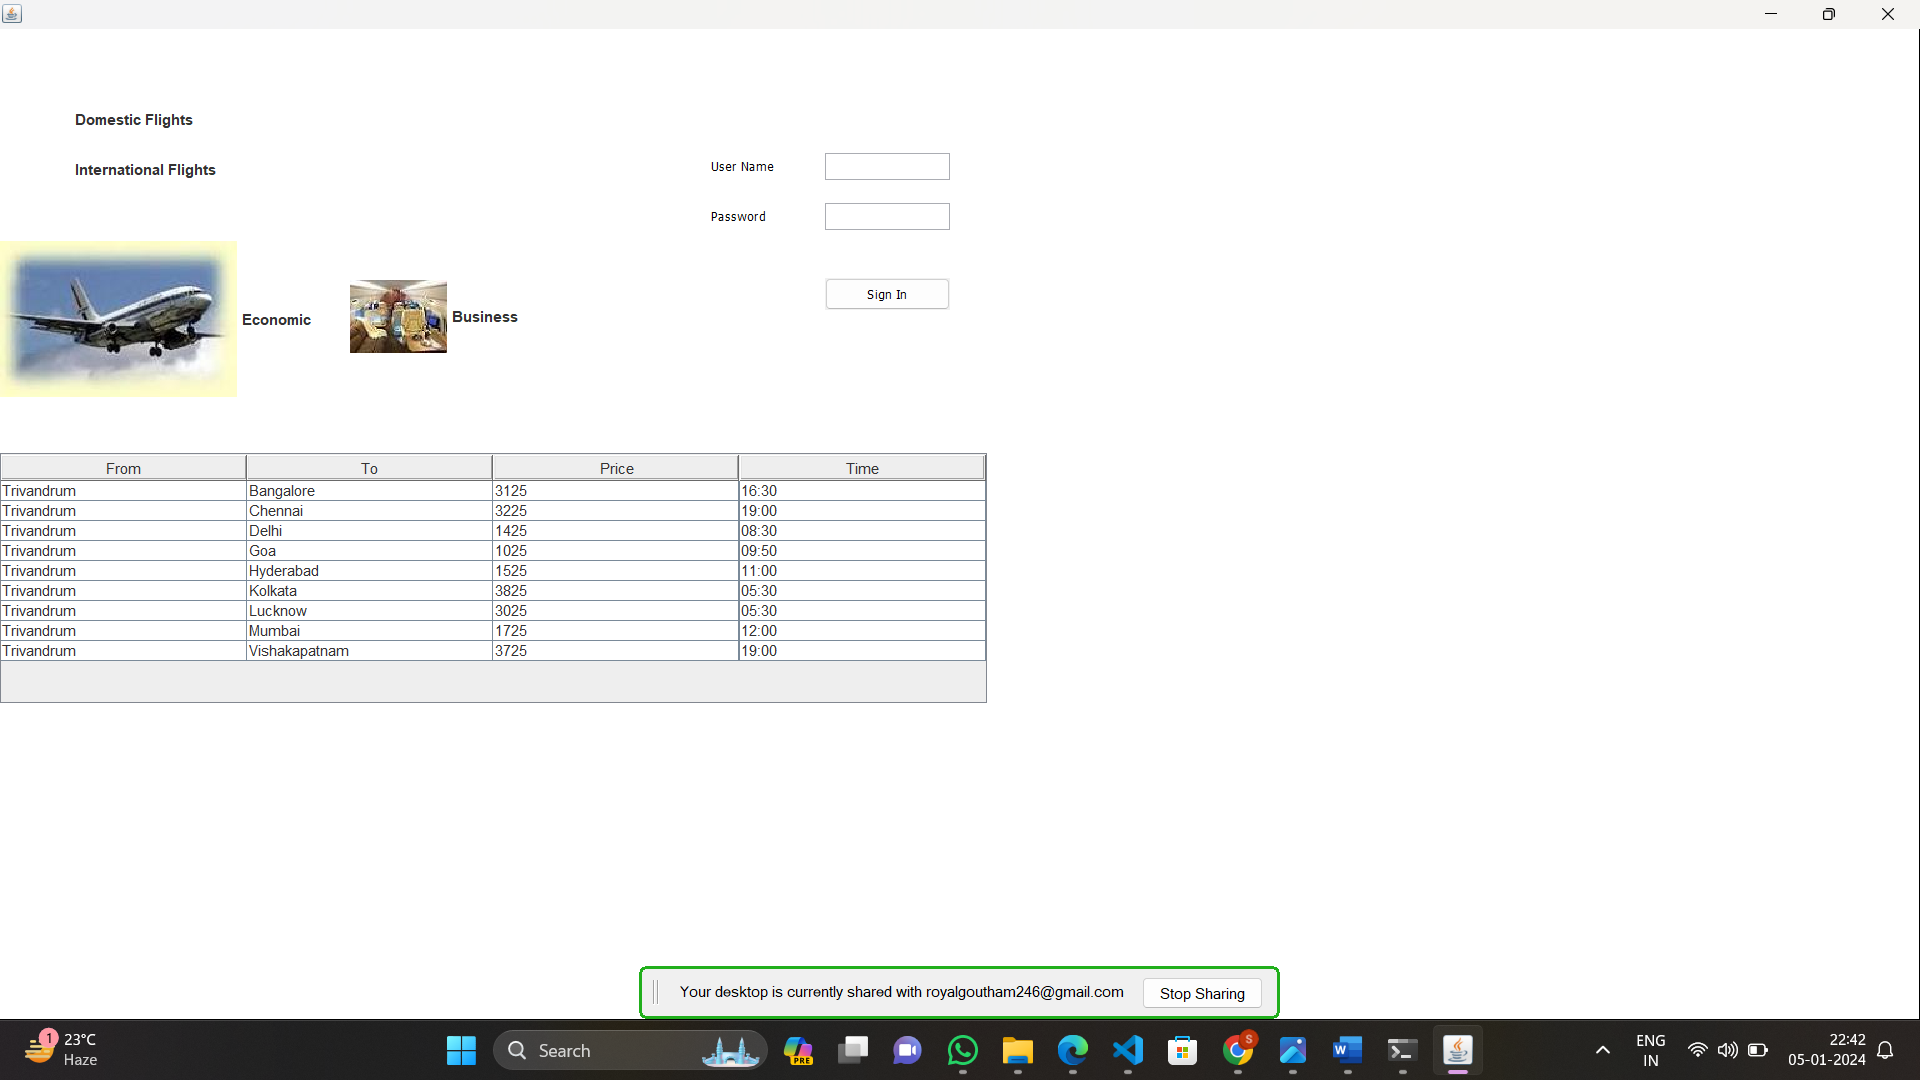 Domestic Flights
International Flights
User Name
Password
Sign In
Economic
Business
From To Price Time
Trivandrum Bangalore 3125 16:30
Trivandrum Chennai 3225 19:00
Trivandrum Delhi 1425 08:30
Trivandrum Goa 1025 09:50
Trivandrum Hyderabad 1525 11:00
Trivandrum Kolkata 3825 05:30
Trivandrum Lucknow 3025 05:30
Trivandrum Mumbai 1725 12:00
Trivandrum Vishakapatnam 3725 19:00
Your desktop is currently shared with royalgoutham246@gmail.com Stop Sharing
1
23°C
Haze
Search
PRE
S
W
ENG
IN
22:42
05-01-2024